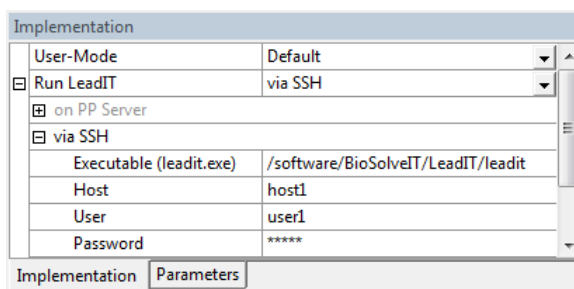 Implementation
User-Mode Default
Run LeadIT via SSH
on PP Server
via SSH
Executable (leadit.exe) /software/BioSolveIT/LeadIT/leadit
Host host1
User user1
Password *****
Implementation Parameters